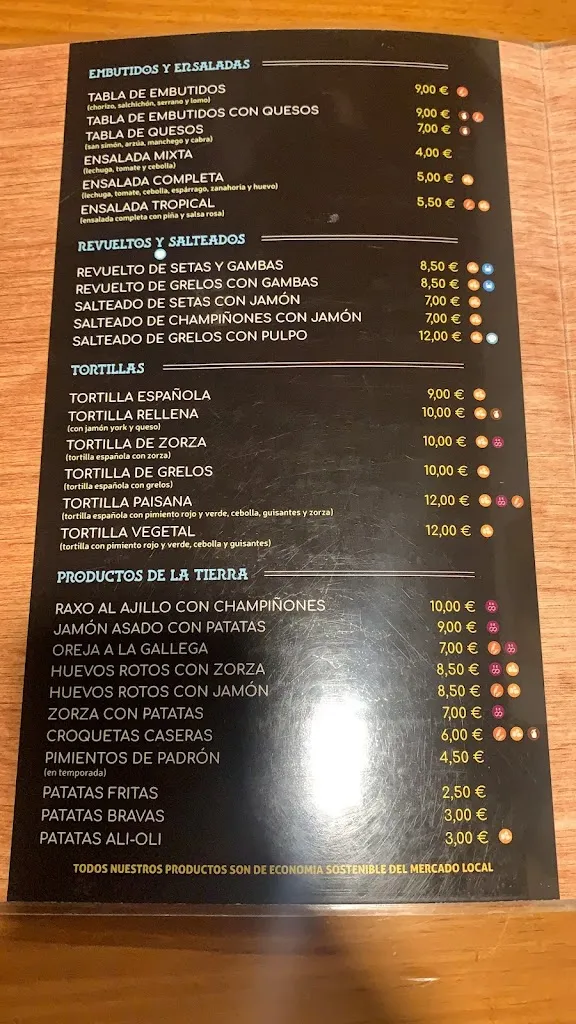 EMBUTIDOS Y ENSALADAS
TABLA DE EMBUTIDOS 9,00 €
(chorizo, salchichón, serrano y lomo)
TABLA DE EMBUTIDOS CON QUESOS 9,00 €
TABLA DE QUESOS 7,00 €
(san simón, arzúa, manchego y cabra)
ENSALADA MIXTA 4,00 €
(lechuga, tomate y cebolla)
ENSALADA COMPLETA 5,00 €
(lechuga, tomate, cebolla, espárrago, zanahoria y huevo)
ENSALADA TROPICAL 5,50 €
(ensalada completa con piña y salsa rosa)
REVUELTOS Y SALTEADOS
REVUELTO DE SETAS Y GAMBAS 8,50 €
REVUELTO DE GRELOS CON GAMBAS 8,50 €
SALTEADO DE SETAS CON JAMÓN 7,00 €
SALTEADO DE CHAMPIÑONES CON JAMÓN 7,00 €
SALTEADO DE GRELOS CON PULPO 12,00 €
TORTILLAS
TORTILLA ESPAÑOLA 9,00 €
TORTILLA RELLENA 10,00 €
(con jamón york y queso)
TORTILLA DE ZORZA 10,00 €
(tortilla española con zorza)
TORTILLA DE GRELOS 10,00 €
(tortilla española con grelos)
TORTILLA PAISANA 12,00 €
(tortilla española con pimiento rojo y verde, cebolla, guisantes y zorza)
TORTILLA VEGETAL 12,00 €
(tortilla con pimiento rojo y verde, cebolla y guisantes)
PRODUCTOS DE LA TIERRA
RAXO AL AJILLO CON CHAMPIÑONES 10,00 €
JAMÓN ASADO CON PATATAS 9,00 €
OREJA A LA GALLEGA 7,00 €
HUEVOS ROTOS CON ZORZA 8,50 €
HUEVOS ROTOS CON JAMÓN 8,50 €
ZORZA CON PATATAS 7,00 €
CROQUETAS CASERAS 6,00 €
PIMIENTOS DE PADRÓN 4,50 €
(en temporada)
PATATAS FRITAS 2,50 €
PATATAS BRAVAS 3,00 €
PATATAS ALI-OLI 3,00 €
TODOS NUESTROS PRODUCTOS SON DE ECONOMIA SOSTENIBLE DEL MERCADO LOCAL